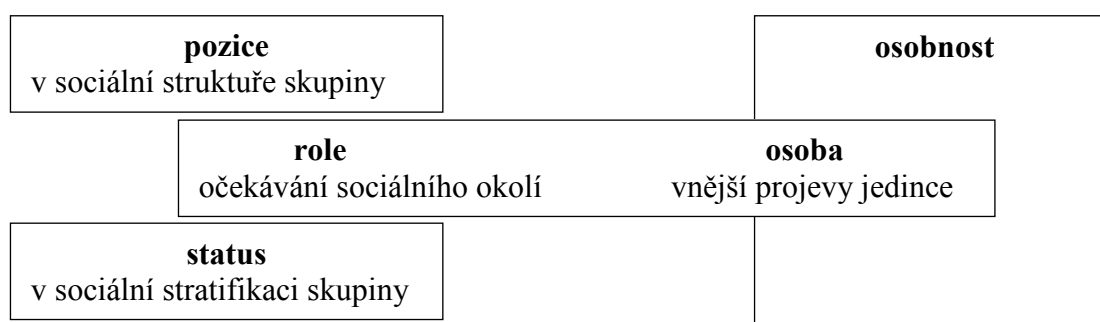 pozice
v sociální struktuře skupiny
osobnost
role
očekávání sociálního okolí
osoba
vnější projevy jedince
status
v sociální stratifikaci skupiny